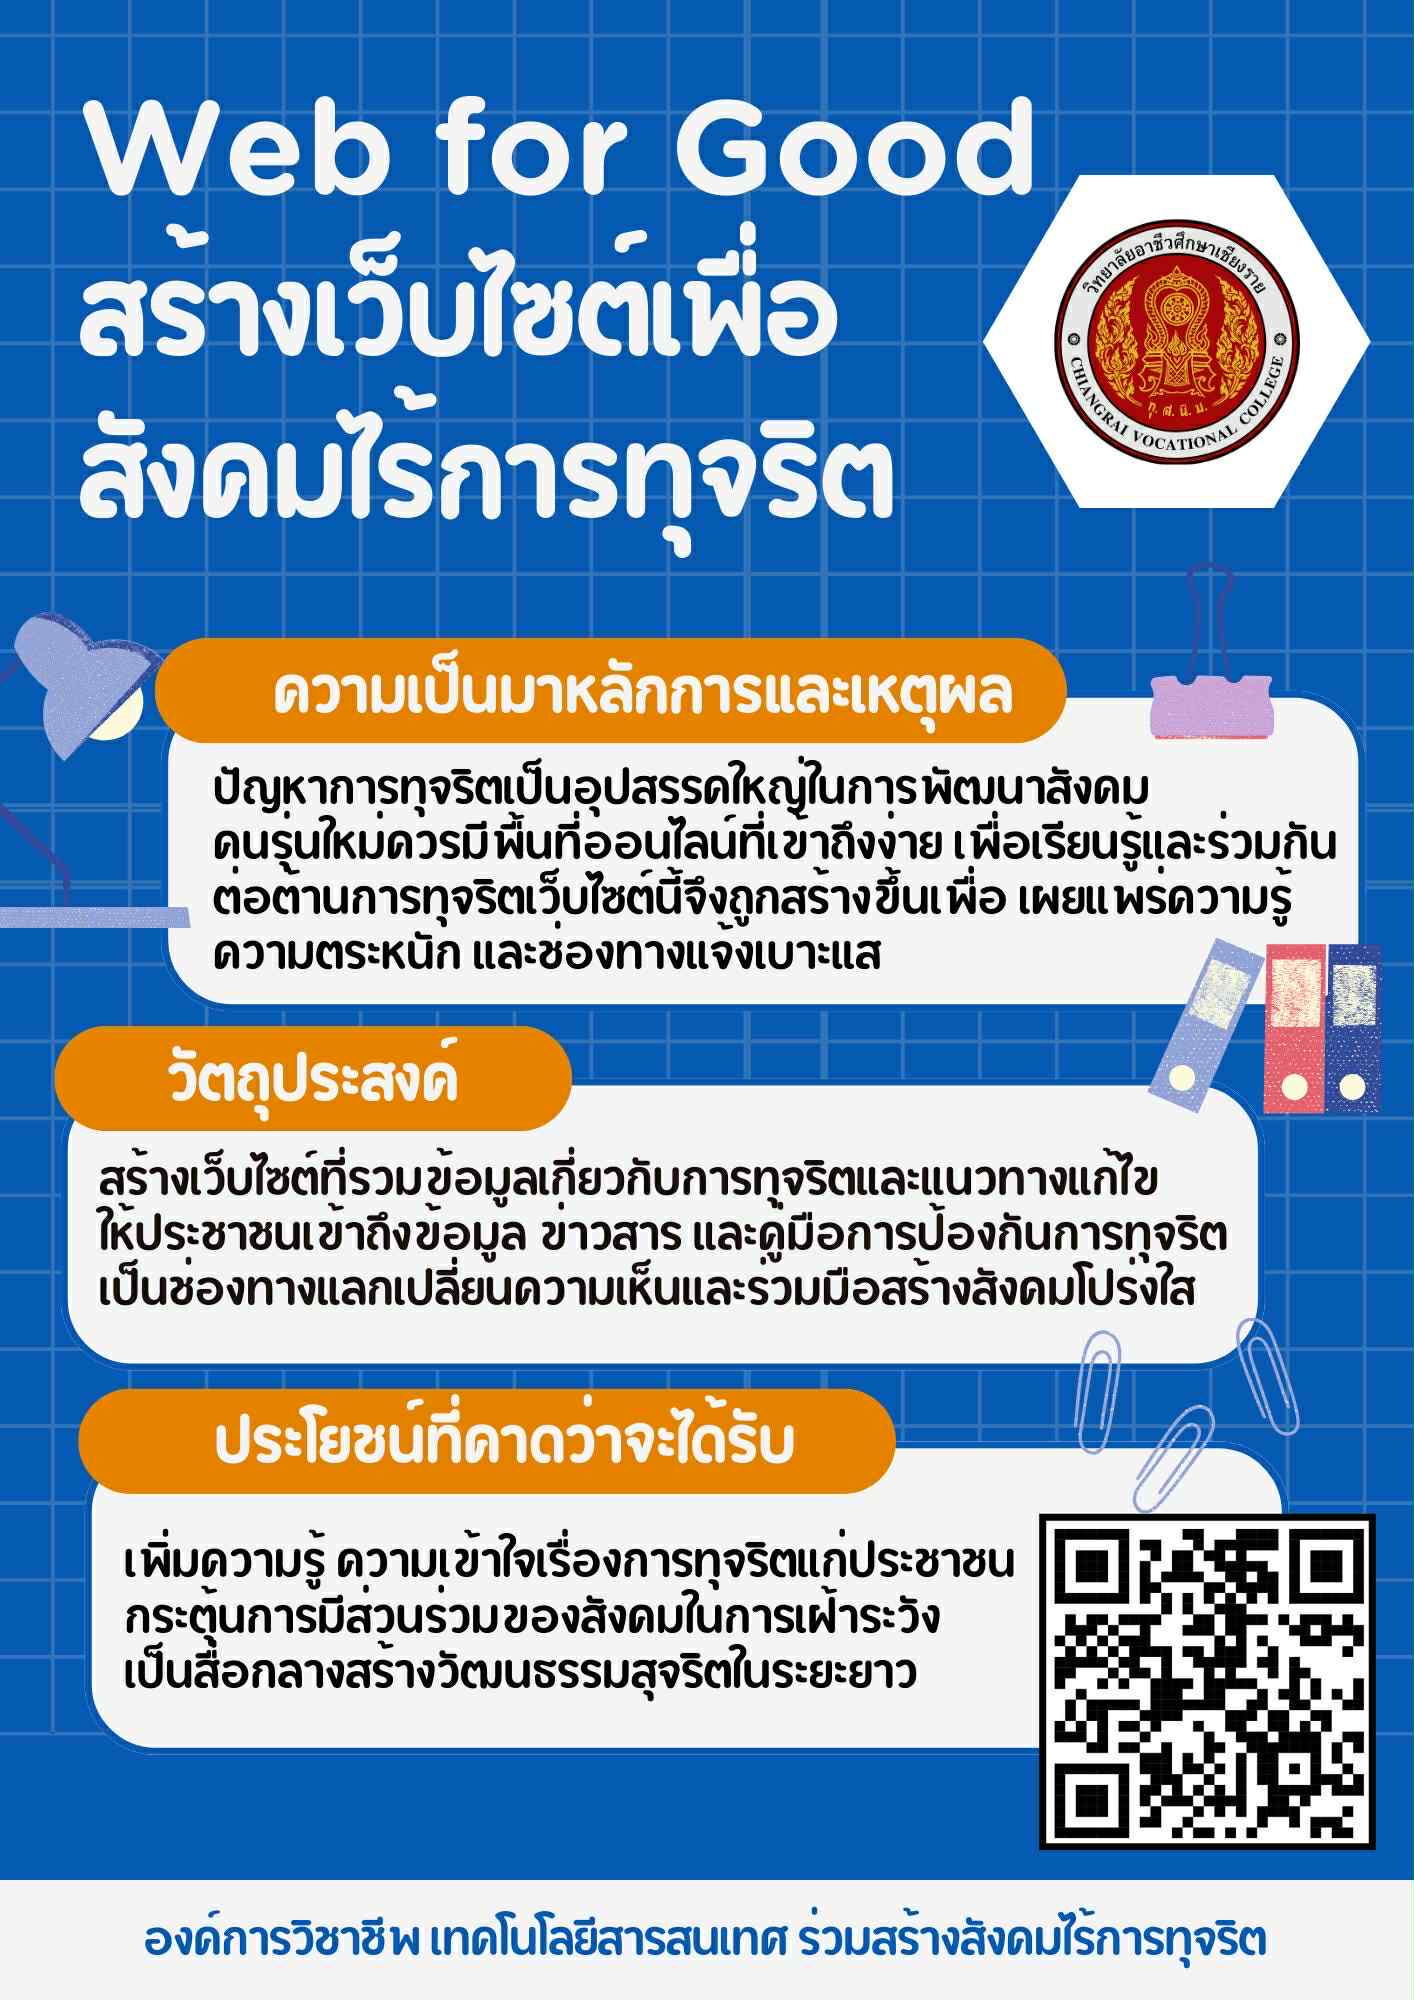 Web for Good
สร้างเว็บไซต์เพื่อ
สังคมไร้การทุจริต
วิทยาลัยอาชีวศึกษาเชียงราย
ทุ. ศ. นิ. ม.
CHIANGRAI VOCATIONAL COLLEGE
ความเป็นมาหลักการและเหตุผล
ปัญหาการทุจริตเป็นอุปสรรคใหญ่ในการพัฒนาสังคม
คนรุ่นใหม่ควรมีพื้นที่ออนไลน์ที่เข้าถึงง่าย เพื่อเรียนรู้และร่วมกัน
ต่อต้านการทุจริตเว็บไซต์นี้จึงถูกสร้างขึ้นเพื่อ เผยแพร่ความรู้
ความตระหนัก และช่องทางแจ้งเบาะแส
วัตถุประสงค์
สร้างเว็บไซต์ที่รวมข้อมูลเกี่ยวกับการทุจริตและแนวทางแก้ไข
ให้ประชาชนเข้าถึงข้อมูล ข่าวสาร และคู่มือการป้องกันการทุจริต
เป็นช่องทางแลกเปลี่ยนความเห็นและร่วมมือสร้างสังคมโปร่งใส
ประโยชน์ที่คาดว่าจะได้รับ
เพิ่มความรู้ ความเข้าใจเรื่องการทุจริตแก่ประชาชน
กระตุ้นการมีส่วนร่วมของสังคมในการเฝ้าระวัง
เป็นสื่อกลางสร้างวัฒนธรรมสุจริตในระยะยาว
องค์การวิชาชีพ เทคโนโลยีสารสนเทศ ร่วมสร้างสังคมไร้การทุจริต